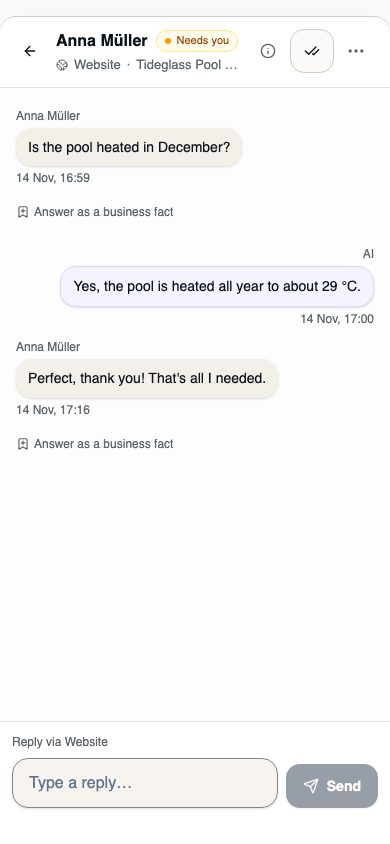 Anna Müller
Needs you
Website · Tideglass Pool …
Anna Müller
Is the pool heated in December?
14 Nov, 16:59
Answer as a business fact
AI
Yes, the pool is heated all year to about 29 °C.
14 Nov, 17:00
Anna Müller
Perfect, thank you! That's all I needed.
14 Nov, 17:16
Answer as a business fact
Reply via Website
Type a reply…
Send